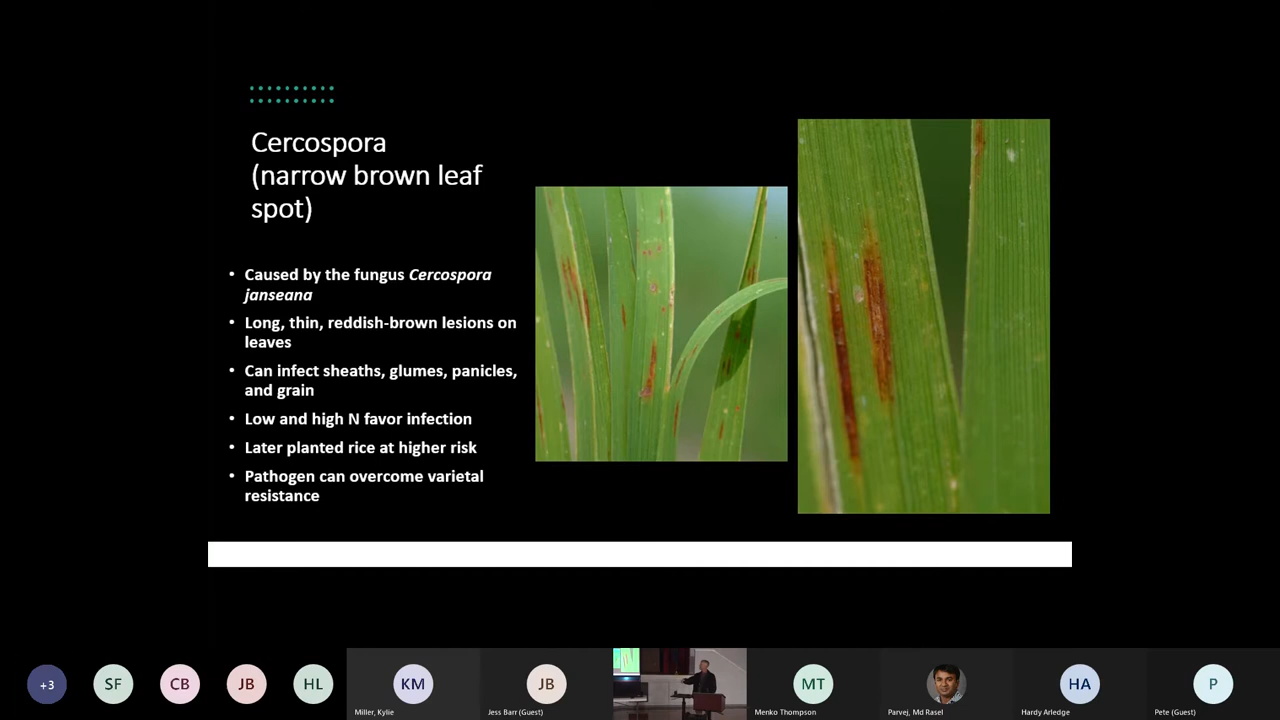 Cercospora
(narrow brown leaf
spot)
• Caused by the fungus Cercospora
janseana
• Long, thin, reddish-brown lesions on
leaves
• Can infect sheaths, glumes, panicles,
and grain
• Low and high N favor infection
• Later planted rice at higher risk
• Pathogen can overcome varietal
resistance
+3
SF
CB
JB
HL
KM
JB
MT
HA
P
Miller, Kylie
Jess Barr (Guest)
Menko Thompson
Parvej, Md Rasel
Hardy Arledge
Pete (Guest)